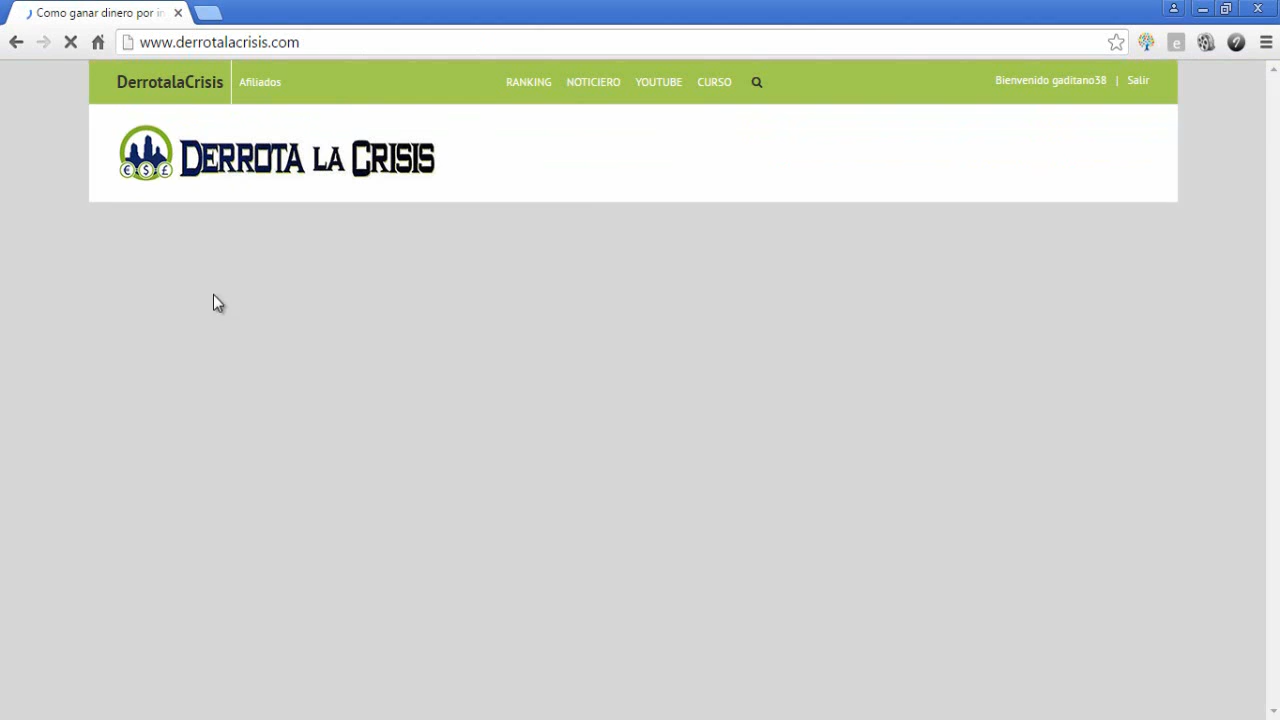 Como ganar dinero por in
www.derrotalacrisis.com
DerrotalaCrisis Afiliados RANKING NOTICIERO YOUTUBE CURSO Bienvenido gaditano38 | Salir
€ $ £ DERROTA LA CRISIS